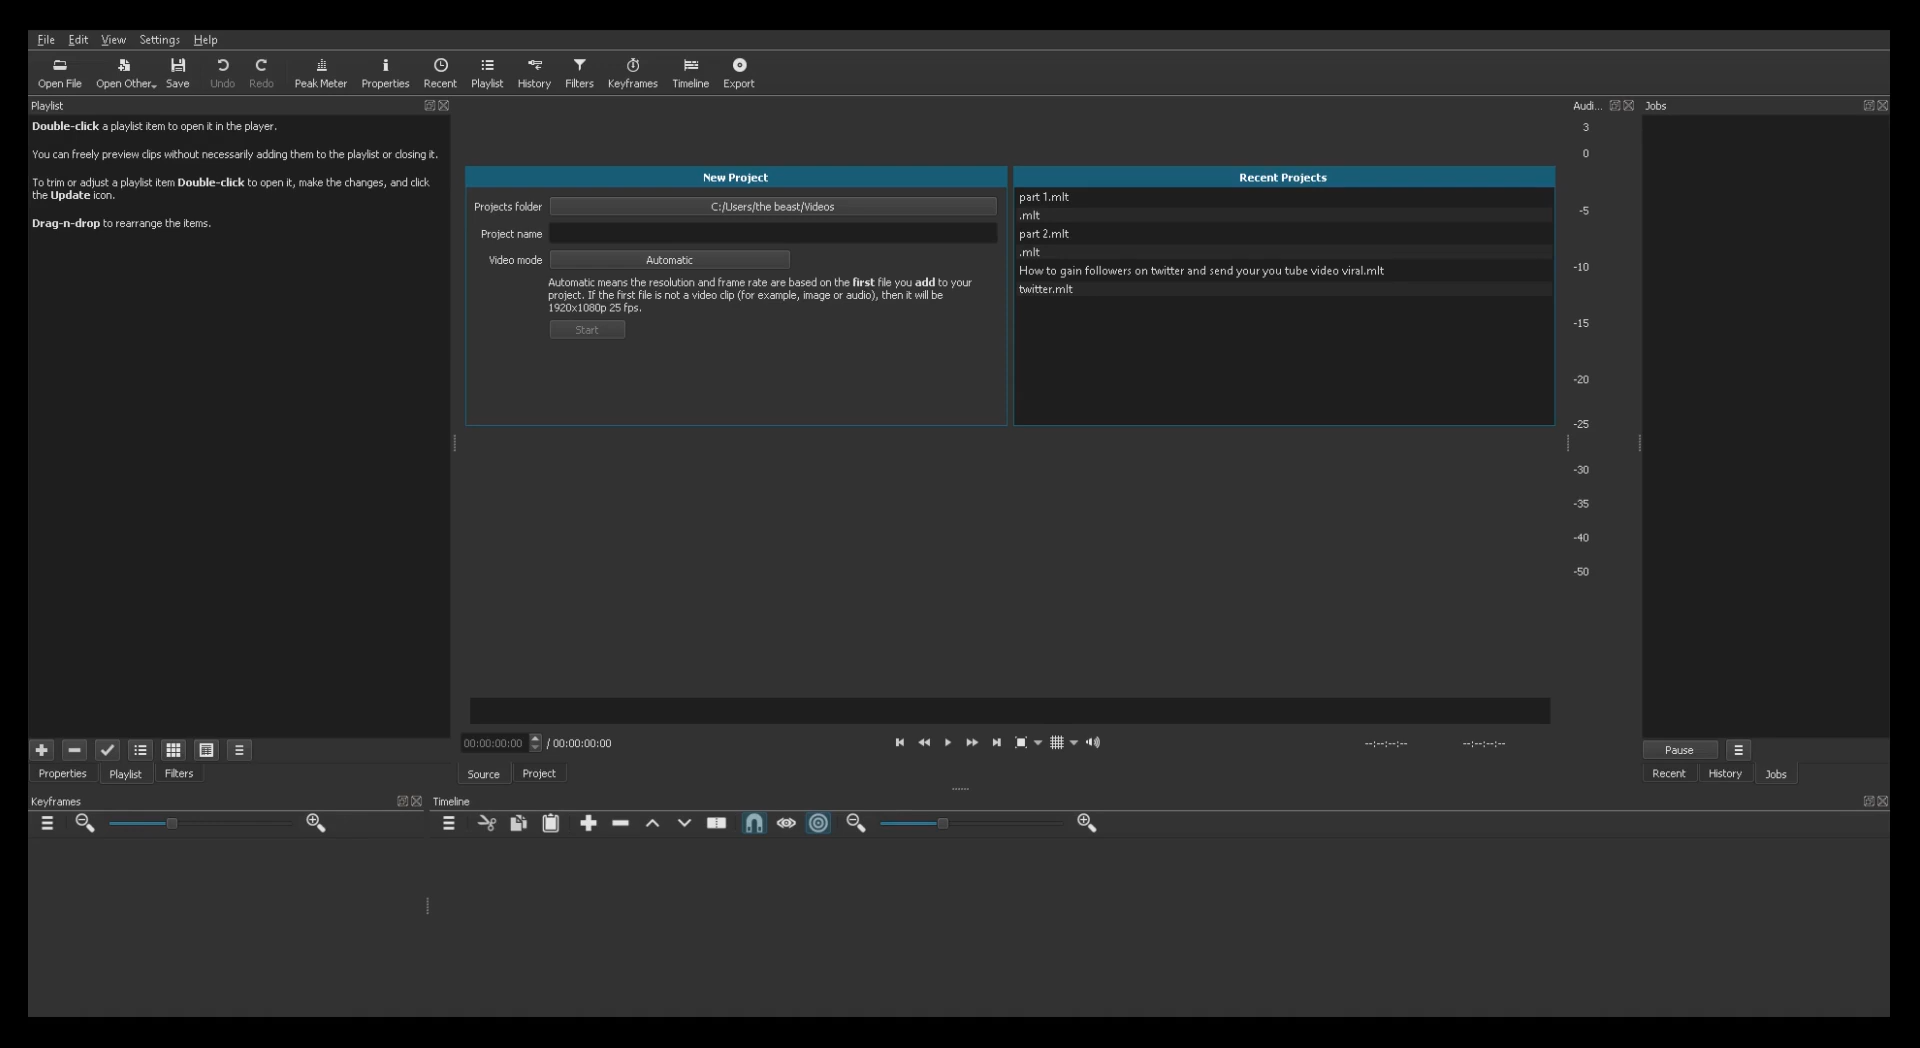 File Edit View Settings Help
Open File Open Other... Save Undo Redo Peak Meter Properties Recent Playlist History Filters Keyframes Timeline Export
Playlist
Double-click a playlist item to open it in the player.
You can freely preview clips without necessarily adding them to the playlist or closing it.
To trim or adjust a playlist item Double-click to open it, make the changes, and click
the Update icon.
Drag-n-drop to rearrange the items.
Properties Playlist Filters
New Project
Projects folder C:/Users/the beast/Videos
Project name
Video mode Automatic
Automatic means the resolution and frame rate are based on the first file you add to your
project. If the first file is not a video clip (for example, image or audio), then it will be
1920x1080p 25 fps.
Start
Recent Projects
part 1.mlt
.mlt
part 2.mlt
.mlt
How to gain followers on twitter and send your you tube video viral.mlt
twitter.mlt
00:00:00:00 / 00:00:00:00
--:--:--:-- --:--:--:--
Source Project
Audi...
3
0
-5
-10
-15
-20
-25
-30
-35
-40
-50
Jobs
Pause
Recent History Jobs
Keyframes
Timeline